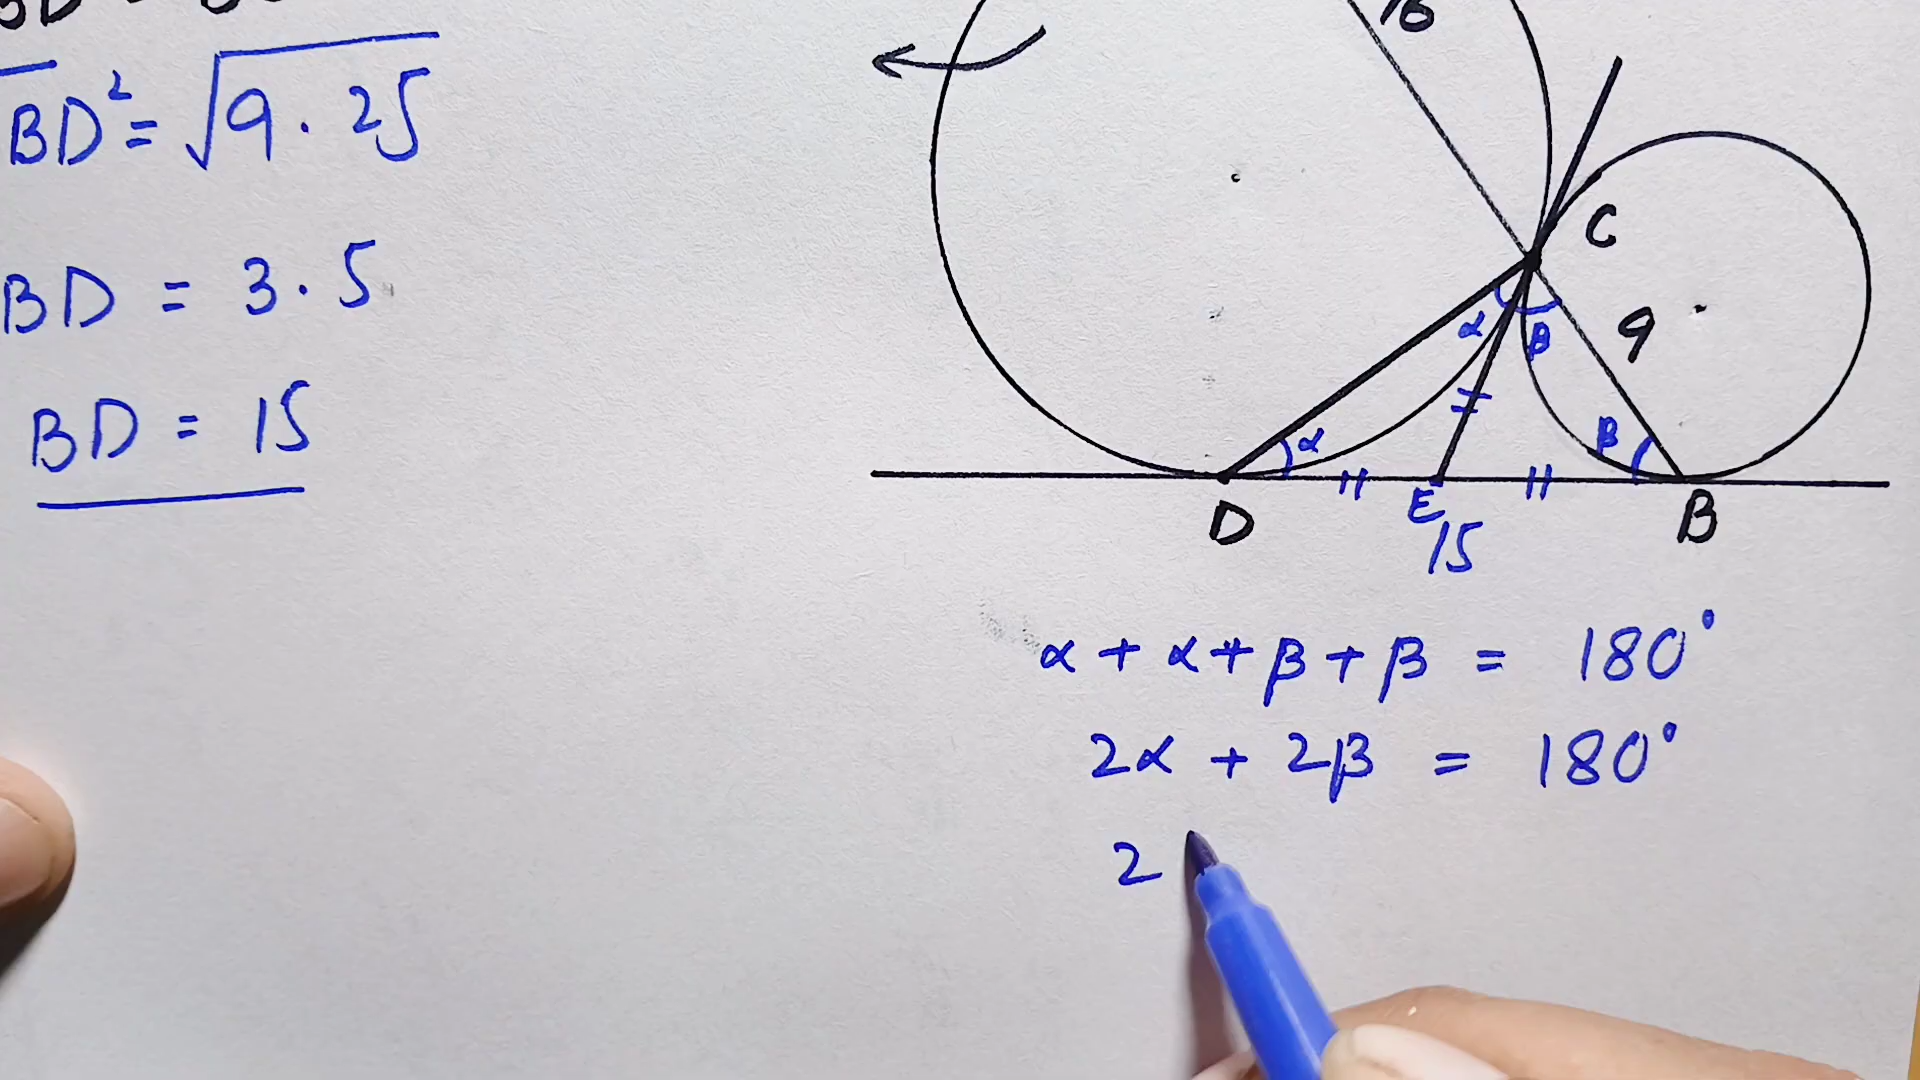 BD² = √9 . 25
BD = 3 . 5
BD = 15
16
C
9
α
β
α
β
D
E
B
15
α + α + β + β = 180°
2α + 2β = 180°
2